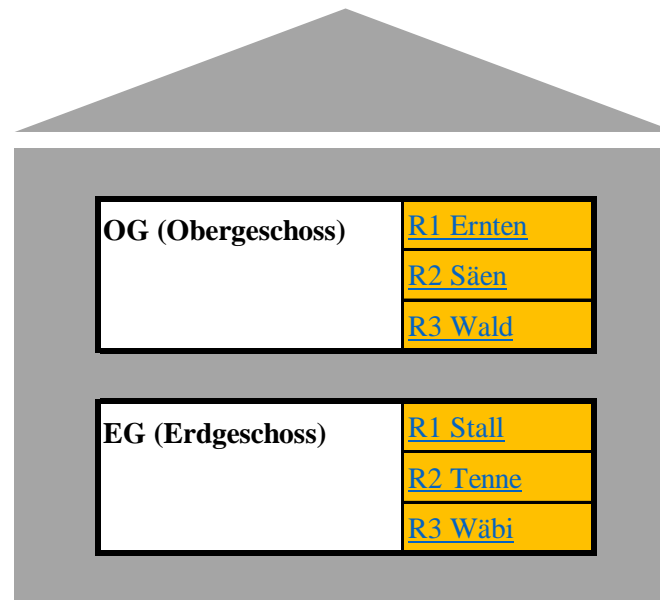 OG (Obergeschoss)
R1 Ernten
R2 Säen
R3 Wald
EG (Erdgeschoss)
R1 Stall
R2 Tenne
R3 Wäbi